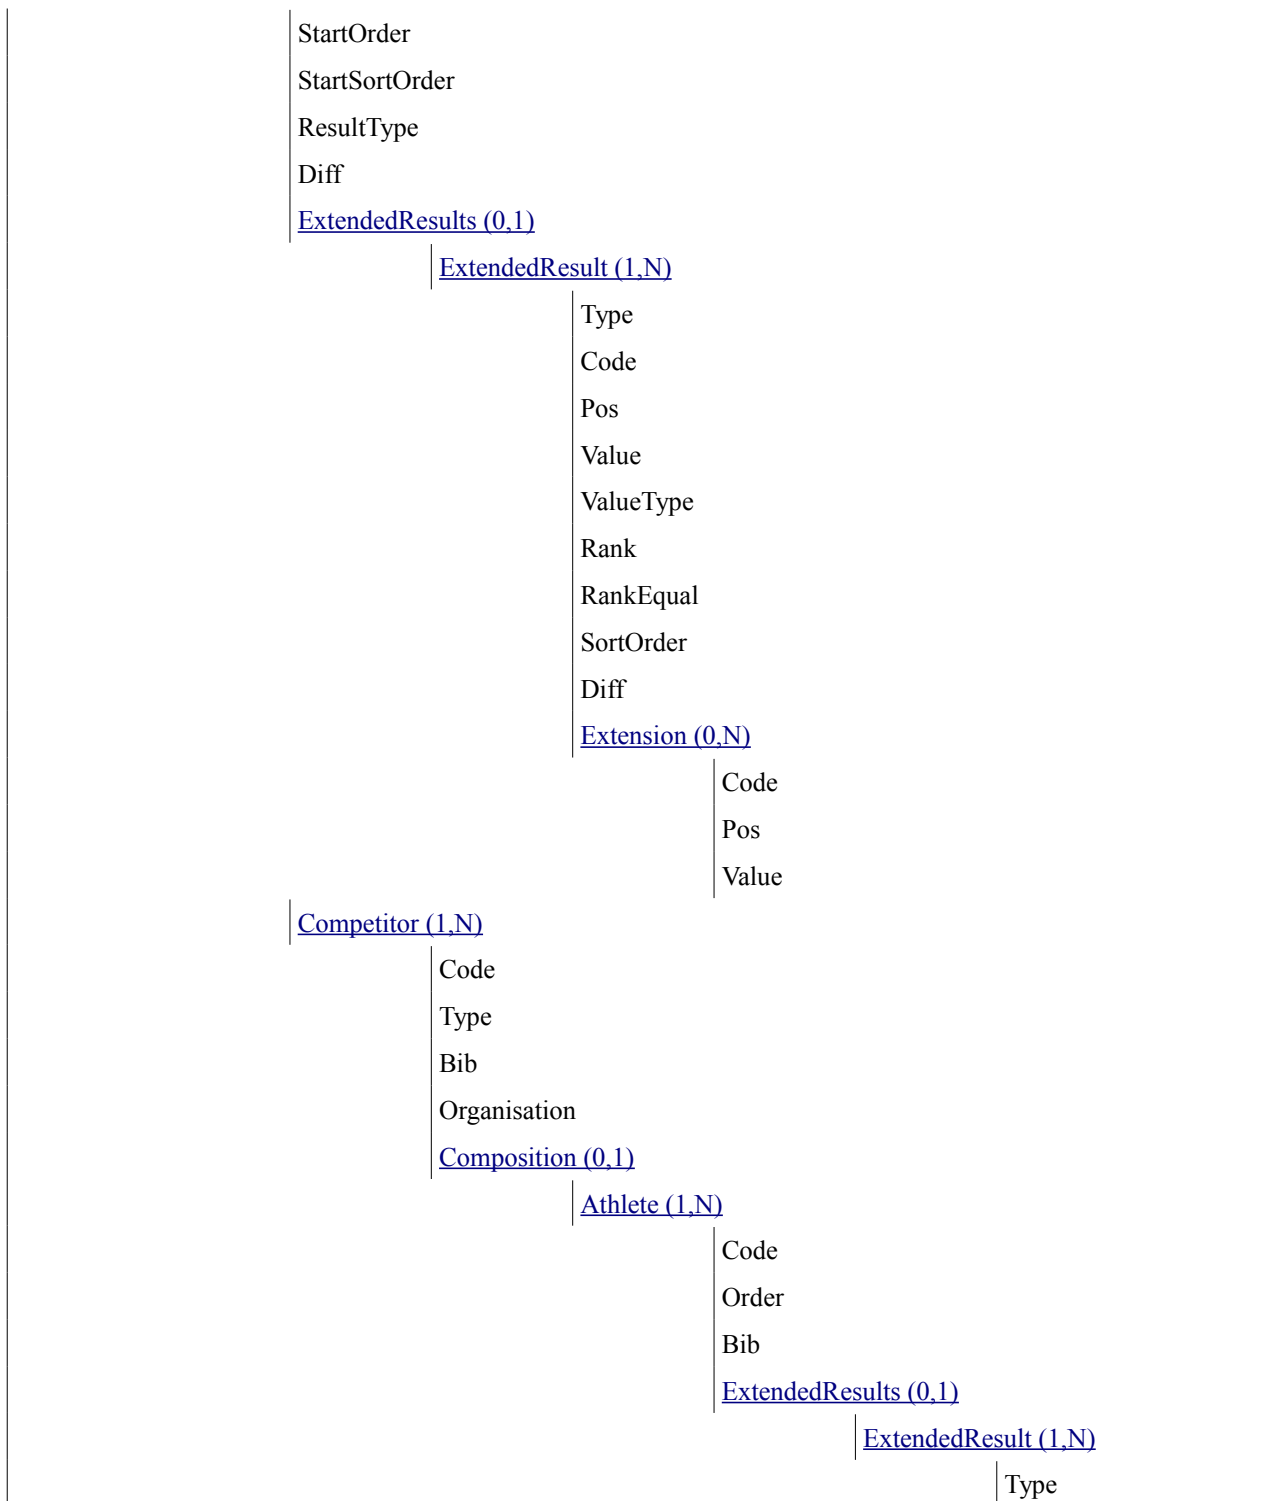 StartOrder
StartSortOrder
ResultType
Diff
ExtendedResults (0,1)
ExtendedResult (1,N)
Type
Code
Pos
Value
ValueType
Rank
RankEqual
SortOrder
Diff
Extension (0,N)
Code
Pos
Value
Competitor (1,N)
Code
Type
Bib
Organisation
Composition (0,1)
Athlete (1,N)
Code
Order
Bib
ExtendedResults (0,1)
ExtendedResult (1,N)
Type